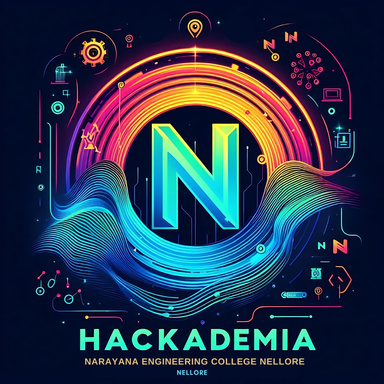 N
HACKADEMIA
NARAYANA ENGINEERING COLLEGE NELLORE
NELLORE